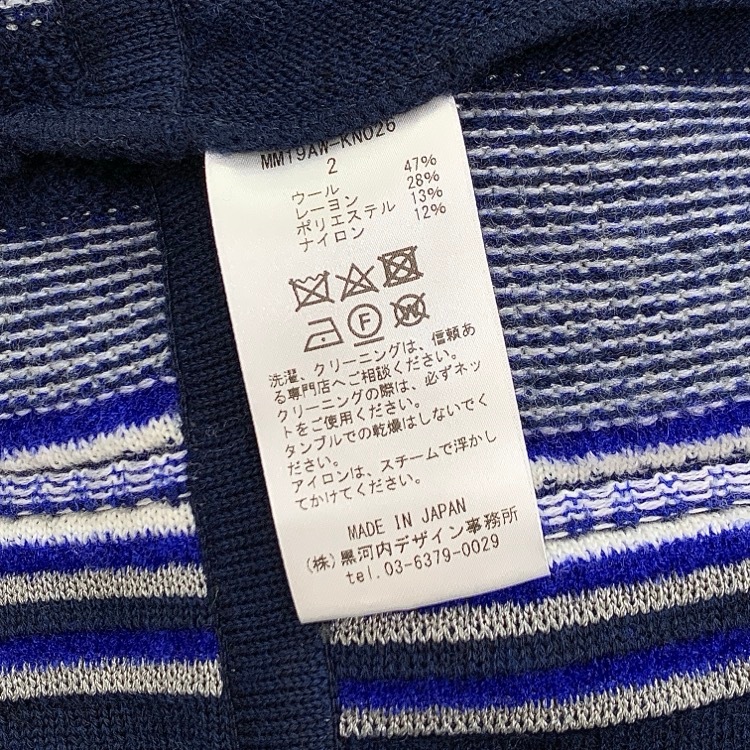 MM19AW-KN026
2
ウール 47%
レーヨン 28%
ポリエステル 13%
ナイロン 12%
F
W
洗濯、クリーニングは、信頼あ
る専門店へご相談ください。
クリーニングの際は、必ずネッ
トをご使用ください。
タンブルでの乾燥はしないでく
ださい。
アイロンは、スチームで浮かし
てかけてください。
MADE IN JAPAN
(株)黒河内デザイン事務所
tel.03-6379-0029